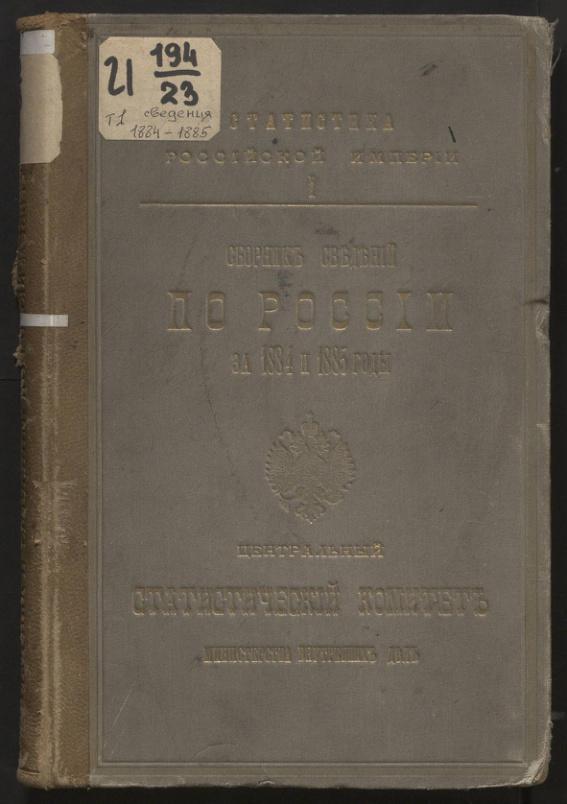 21 194
23
т1 сведения
1884 - 1885
СТАТИСТИКА
РОССІЙСКОЙ ИМПЕРІИ
I
СБОРНИКЪ СВѢДѢНІЙ
ПО РОССІИ
ЗА 1884 И 1885 ГОДЫ
ЦЕНТРАЛЬНЫЙ
СТАТИСТИЧЕСКІЙ КОМИТЕТЪ
МИНИСТЕРСТВА ВНУТРЕННИХЪ ДѢЛЪ